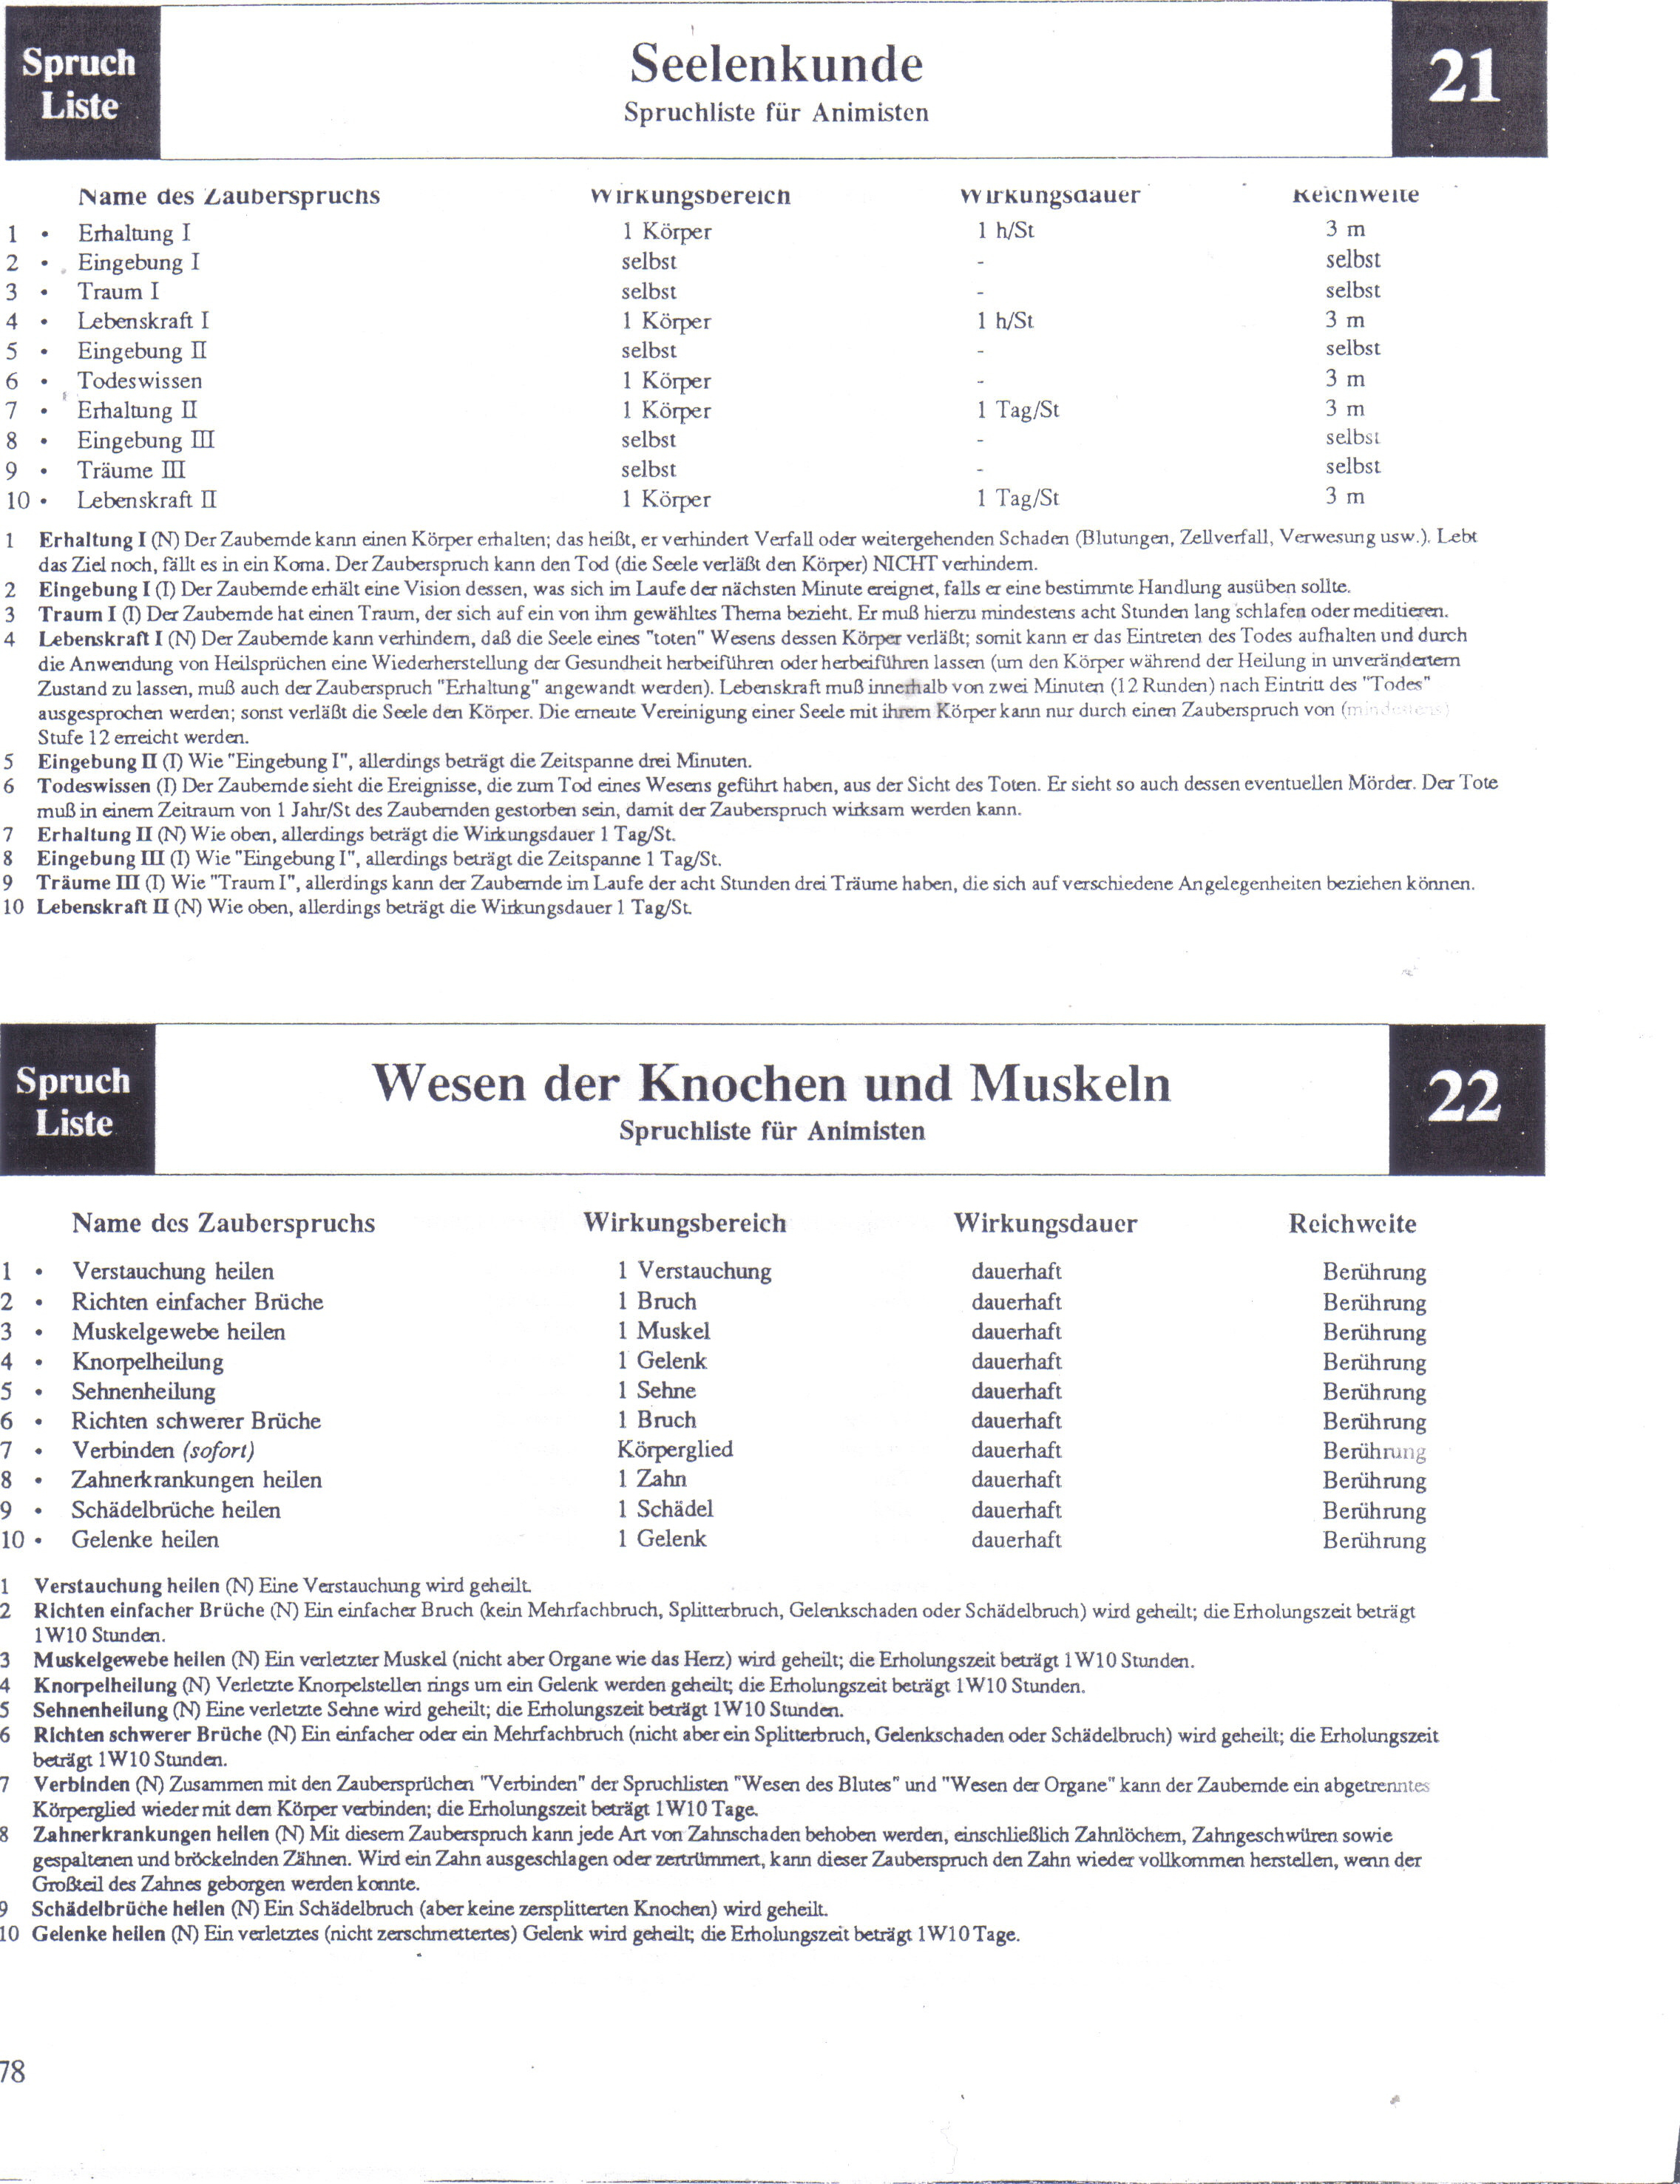 Spruch
Liste
Seelenkunde
Spruchliste für Animisten
21
Name des Zauberspruchs Wirkungsbereich Wirkungsdauer Reichweite
1 • Erhaltung I 1 Körper 1 h/St 3 m
2 • Eingebung I selbst - selbst
3 • Traum I selbst - selbst
4 • Lebenskraft I 1 Körper 1 h/St 3 m
5 • Eingebung II selbst - selbst
6 • Todeswissen 1 Körper - 3 m
7 • Erhaltung II 1 Körper 1 Tag/St 3 m
8 • Eingebung III selbst - selbst
9 • Träume III selbst - selbst
10 • Lebenskraft II 1 Körper 1 Tag/St 3 m
1 Erhaltung I (N) Der Zaubernde kann einen Körper erhalten; das heißt, er verhindert Verfall oder weitergehenden Schaden (Blutungen, Zellverfall, Verwesung usw.). Lebt
das Ziel noch, fällt es in ein Koma. Der Zauberspruch kann den Tod (die Seele verläßt den Körper) NICHT verhindern.
2 Eingebung I (I) Der Zaubernde erhält eine Vision dessen, was sich im Laufe der nächsten Minute ereignet, falls er eine bestimmte Handlung ausüben sollte.
3 Traum I (I) Der Zaubernde hat einen Traum, der sich auf ein von ihm gewähltes Thema bezieht. Er muß hierzu mindestens acht Stunden lang schlafen oder meditieren.
4 Lebenskraft I (N) Der Zaubernde kann verhindern, daß die Seele eines "toten" Wesens dessen Körper verläßt; somit kann er das Eintreten des Todes aufhalten und durch
die Anwendung von Heilsprüchen eine Wiederherstellung der Gesundheit herbeiführen oder herbeiführen lassen (um den Körper während der Heilung in unverändertem
Zustand zu lassen, muß auch der Zauberspruch "Erhaltung" angewandt werden). Lebenskraft muß innerhalb von zwei Minuten (12 Runden) nach Eintritt des "Todes"
ausgesprochen werden; sonst verläßt die Seele den Körper. Die erneute Vereinigung einer Seele mit ihrem Körper kann nur durch einen Zauberspruch von (mindestens)
Stufe 12 erreicht werden.
5 Eingebung II (I) Wie "Eingebung I", allerdings beträgt die Zeitspanne drei Minuten.
6 Todeswissen (I) Der Zaubernde sieht die Ereignisse, die zum Tod eines Wesens geführt haben, aus der Sicht des Toten. Er sieht so auch dessen eventuellen Mörder. Der Tote
muß in einem Zeitraum von 1 Jahr/St des Zaubernden gestorben sein, damit der Zauberspruch wirksam werden kann.
7 Erhaltung II (N) Wie oben, allerdings beträgt die Wirkungsdauer 1 Tag/St.
8 Eingebung III (I) Wie "Eingebung I", allerdings beträgt die Zeitspanne 1 Tag/St.
9 Träume III (I) Wie "Traum I", allerdings kann der Zaubernde im Laufe der acht Stunden drei Träume haben, die sich auf verschiedene Angelegenheiten beziehen können.
10 Lebenskraft II (N) Wie oben, allerdings beträgt die Wirkungsdauer 1 Tag/St.
Spruch
Liste
Wesen der Knochen und Muskeln
Spruchliste für Animisten
22
Name des Zauberspruchs Wirkungsbereich Wirkungsdauer Reichweite
1 • Verstauchung heilen 1 Verstauchung dauerhaft Berührung
2 • Richten einfacher Brüche 1 Bruch dauerhaft Berührung
3 • Muskelgewebe heilen 1 Muskel dauerhaft Berührung
4 • Knorpelheilung 1 Gelenk dauerhaft Berührung
5 • Sehnenheilung 1 Sehne dauerhaft Berührung
6 • Richten schwerer Brüche 1 Bruch dauerhaft Berührung
7 • Verbinden (sofort) Körperglied dauerhaft Berührung
8 • Zahnerkrankungen heilen 1 Zahn dauerhaft Berührung
9 • Schädelbrüche heilen 1 Schädel dauerhaft Berührung
10 • Gelenke heilen 1 Gelenk dauerhaft Berührung
1 Verstauchung heilen (N) Eine Verstauchung wird geheilt.
2 Richten einfacher Brüche (N) Ein einfacher Bruch (kein Mehrfachbruch, Splitterbruch, Gelenkschaden oder Schädelbruch) wird geheilt; die Erholungszeit beträgt
1W10 Stunden.
3 Muskelgewebe heilen (N) Ein verletzter Muskel (nicht aber Organe wie das Herz) wird geheilt; die Erholungszeit beträgt 1W10 Stunden.
4 Knorpelheilung (N) Verletzte Knorpelstellen rings um ein Gelenk werden geheilt; die Erholungszeit beträgt 1W10 Stunden.
5 Sehnenheilung (N) Eine verletzte Sehne wird geheilt; die Erholungszeit beträgt 1W10 Stunden.
6 Richten schwerer Brüche (N) Ein einfacher oder ein Mehrfachbruch (nicht aber ein Splitterbruch, Gelenkschaden oder Schädelbruch) wird geheilt; die Erholungszeit
beträgt 1W10 Stunden.
7 Verbinden (N) Zusammen mit den Zaubersprüchen "Verbinden" der Spruchlisten "Wesen des Blutes" und "Wesen der Organe" kann der Zaubernde ein abgetrenntes
Körperglied wieder mit dem Körper verbinden; die Erholungszeit beträgt 1W10 Tage.
8 Zahnerkrankungen heilen (N) Mit diesem Zauberspruch kann jede Art von Zahnschaden behoben werden, einschließlich Zahnlöchern, Zahngeschwüren sowie
gespaltenen und bröckelnden Zähnen. Wird ein Zahn ausgeschlagen oder zertrümmert, kann dieser Zauberspruch den Zahn wieder vollkommen herstellen, wenn der
Großteil des Zahnes geborgen werden konnte.
9 Schädelbrüche heilen (N) Ein Schädelbruch (aber keine zersplitterten Knochen) wird geheilt.
10 Gelenke heilen (N) Ein verletztes (nicht zerschmettertes) Gelenk wird geheilt; die Erholungszeit beträgt 1W10 Tage.
78